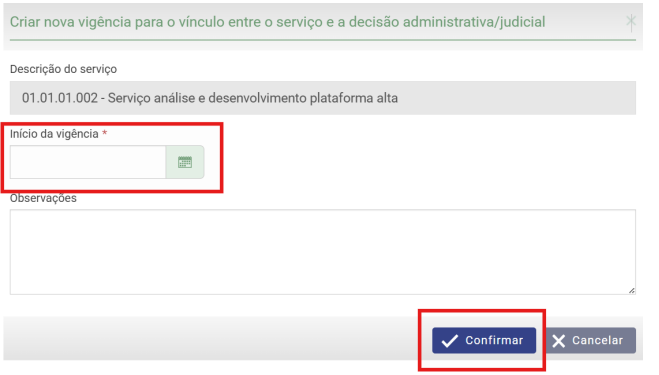 Criar nova vigência para o vínculo entre o serviço e a decisão administrativa/judicial
Descrição do serviço
01.01.01.002 - Serviço análise e desenvolvimento plataforma alta
Início da vigência *
Observações
Confirmar
Cancelar